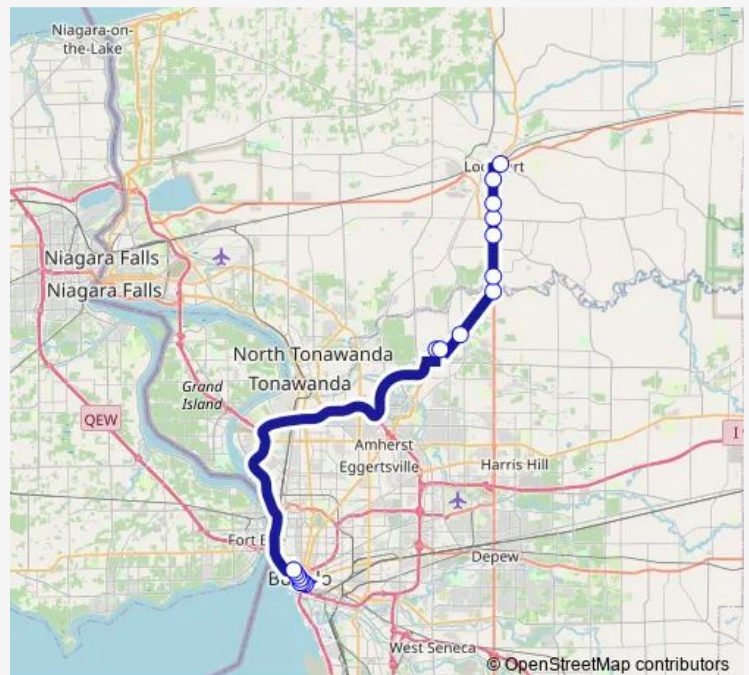 Niagara-on-
the-Lake
Niagara Falls
Niagara Falls
North Tonawanda
Tonawanda
Grand
Island
QEW
Amherst
Eggertsville
Harris Hill
I
Depew
West Seneca
© OpenStreetMap contributors